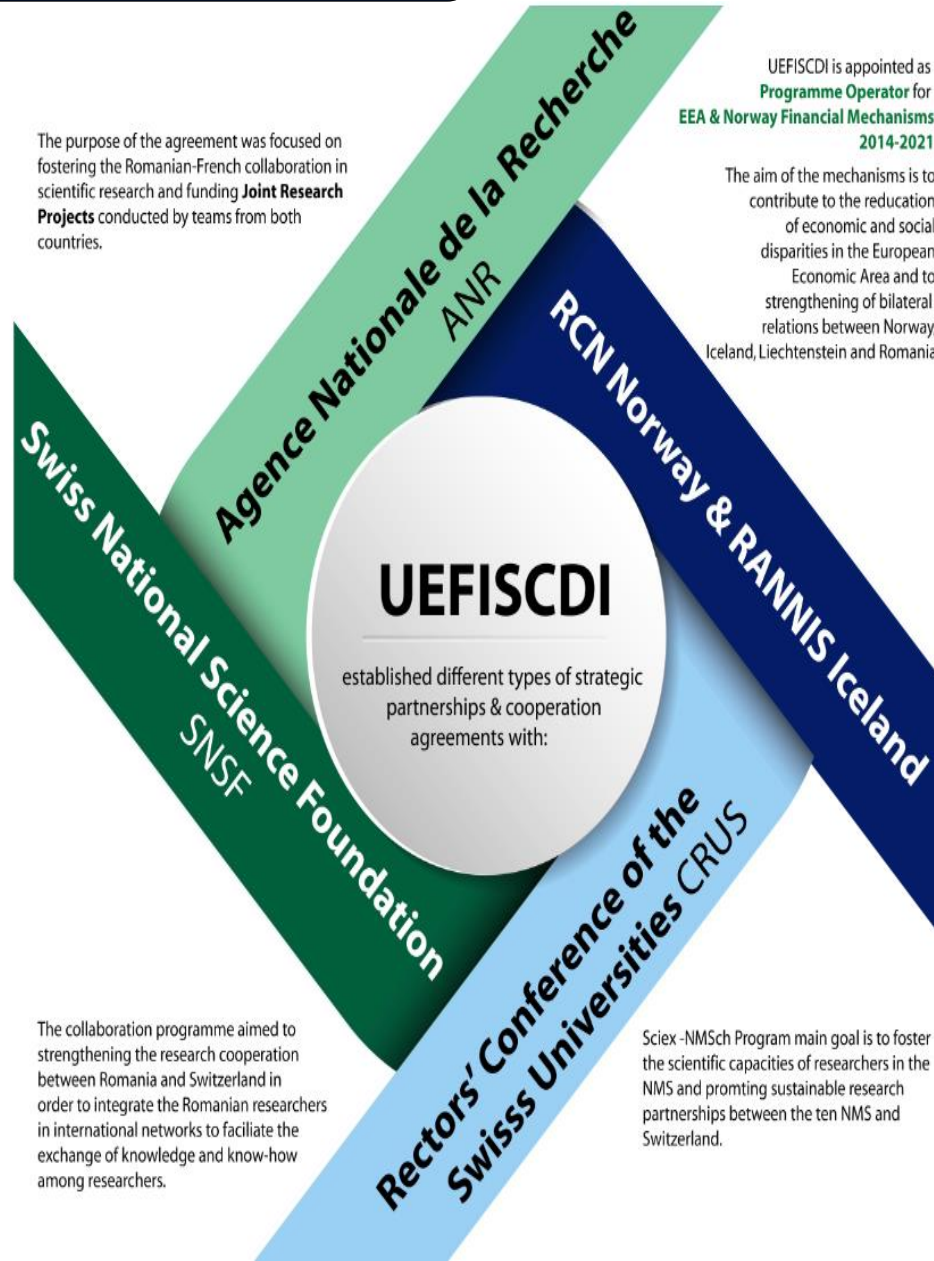 The purpose of the agreement was focused on
fostering the Romanian-French collaboration in
scientific research and funding Joint Research
Projects conducted by teams from both
countries.
Agence Nationale de la Recherche
ANR
UEFISCDI is appointed as
Programme Operator for
EEA & Norway Financial Mechanisms
2014-2021
The aim of the mechanisms is to
contribute to the reducation
of economic and social
disparities in the European
Economic Area and to
strengthening of bilateral
relations between Norway,
Iceland, Liechtenstein and Romania
RCN Norway & RANNIS Iceland
UEFISCDI
established different types of strategic
partnerships & cooperation
agreements with:
Swiss National Science Foundation
SNSF
Rectors' Conference of the
Swiss Universities CRUS
The collaboration programme aimed to
strengthening the research cooperation
between Romania and Switzerland in
order to integrate the Romanian researchers
in international networks to faciliate the
exchange of knowledge and know-how
among researchers.
Sciex -NMSch Program main goal is to foster
the scientific capacities of researchers in the
NMS and promting sustainable research
partnerships between the ten NMS and
Switzerland.